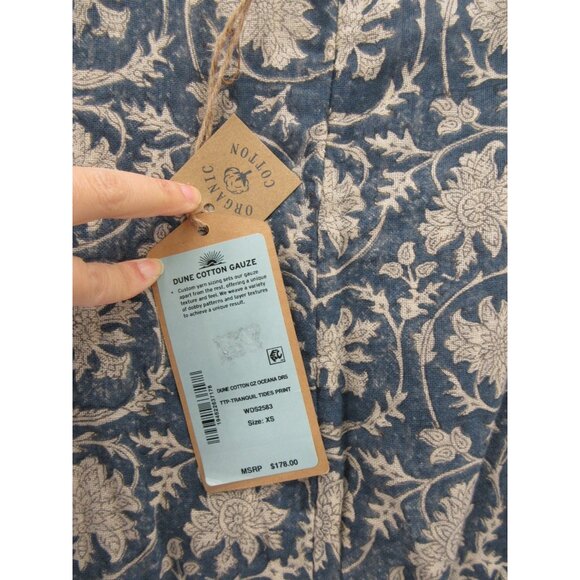 ORGANIC
COTTON
DUNE COTTON GAUZE
• Custom yarn sizing sets our gauze
apart from the rest, offering a unique
texture and feel. We weave a variety
of dobby patterns and layer textures
to achieve a unique result.
DUNE COTTON GZ OCEANA DRS
TTP-TRANQUIL TIDES PRINT
WDS2583
Size: XS
MSRP $178.00